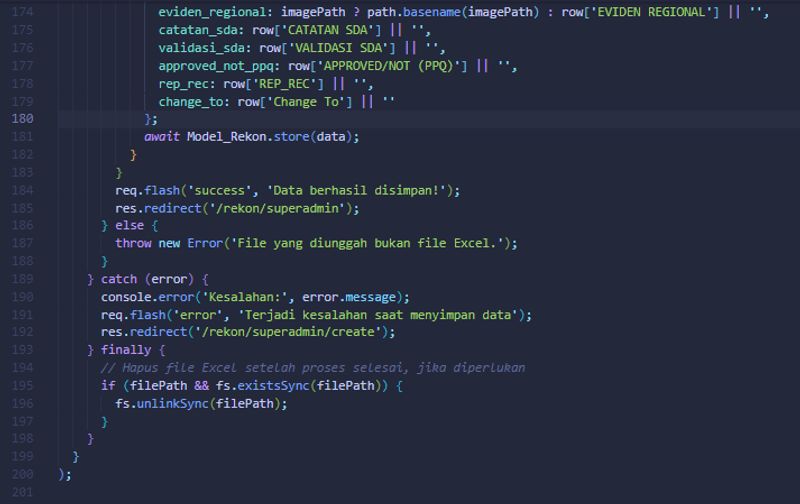 174 eviden_regional: imagePath ? path.basename(imagePath) : row['EVIDEN REGIONAL'] || '',
175 catatan_sda: row['CATATAN SDA'] || '',
176 validasi_sda: row['VALIDASI SDA'] || '',
177 approved_not_ppq: row['APPROVED/NOT (PPQ)'] || '',
178 rep_rec: row['REP_REC'] || '',
179 change_to: row['Change To'] || ''
180 };
181 await Model_Rekon.store(data);
182 }
183 }
184 req.flash('success', 'Data berhasil disimpan!');
185 res.redirect('/rekon/superadmin');
186 } else {
187 throw new Error('File yang diunggah bukan file Excel.');
188 }
189 } catch (error) {
190 console.error('Kesalahan:', error.message);
191 req.flash('error', 'Terjadi kesalahan saat menyimpan data');
192 res.redirect('/rekon/superadmin/create');
193 } finally {
194 // Hapus file Excel setelah proses selesai, jika diperlukan
195 if (filePath && fs.existsSync(filePath)) {
196 fs.unlinkSync(filePath);
197 }
198 }
199 }
200 );
201